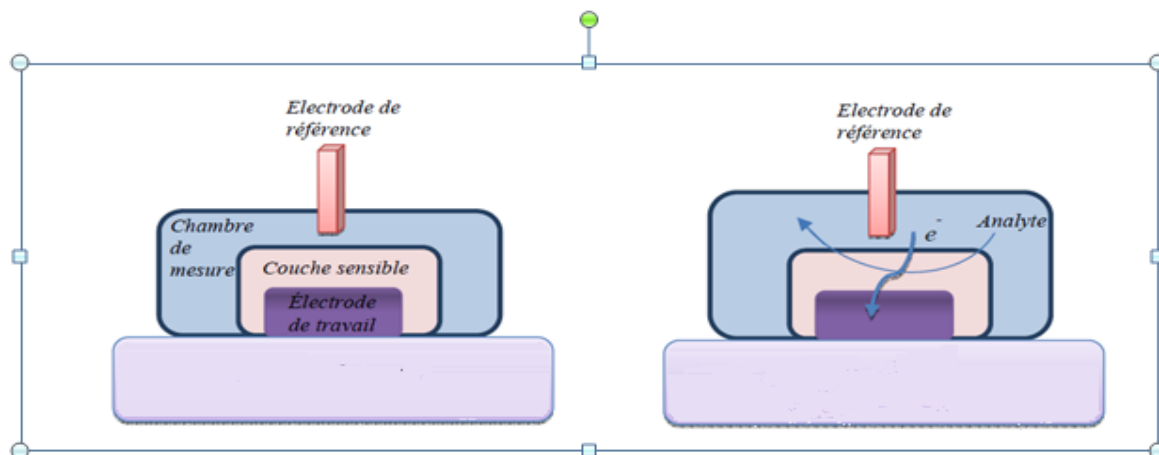 Electrode de
référence
Chambre
de
mesure
Couche sensible
Électrode
de travail
Electrode de
référence
e⁻
Analyte